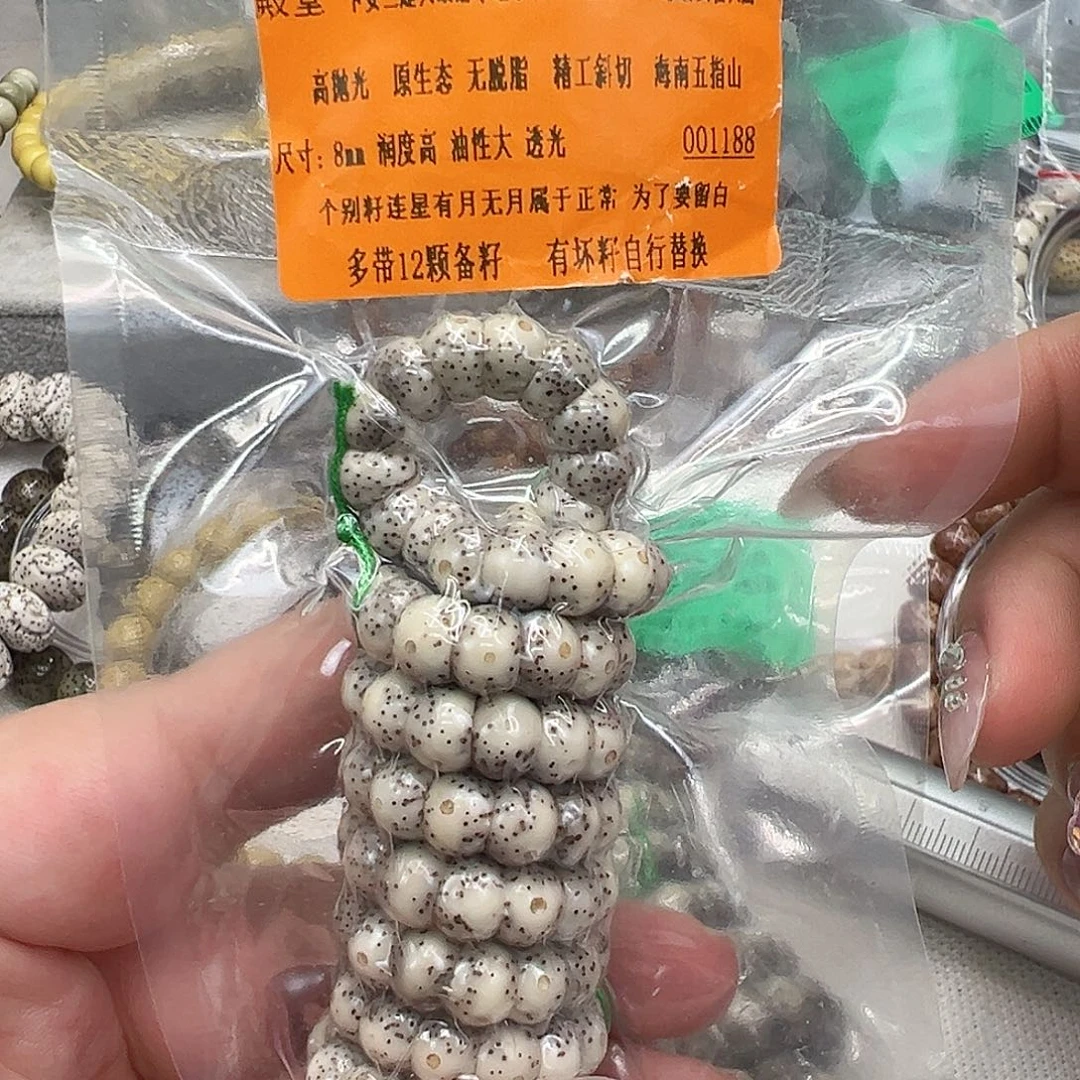 殿堂
高抛光 原生态 无脱脂 精工斜切 海南五指山
尺寸: 8mm 润度高 油性大 透光 001188
个别籽连星有月无月属于正常 为了要留白
多带12颗备籽 有坏籽自行替换